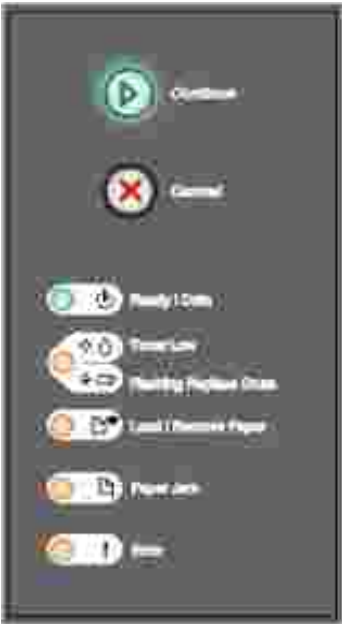 Continue
Cancel
Ready / Data
Toner Low
Flashing Replace Drum
Load / Remove Paper
Paper Jam
Error